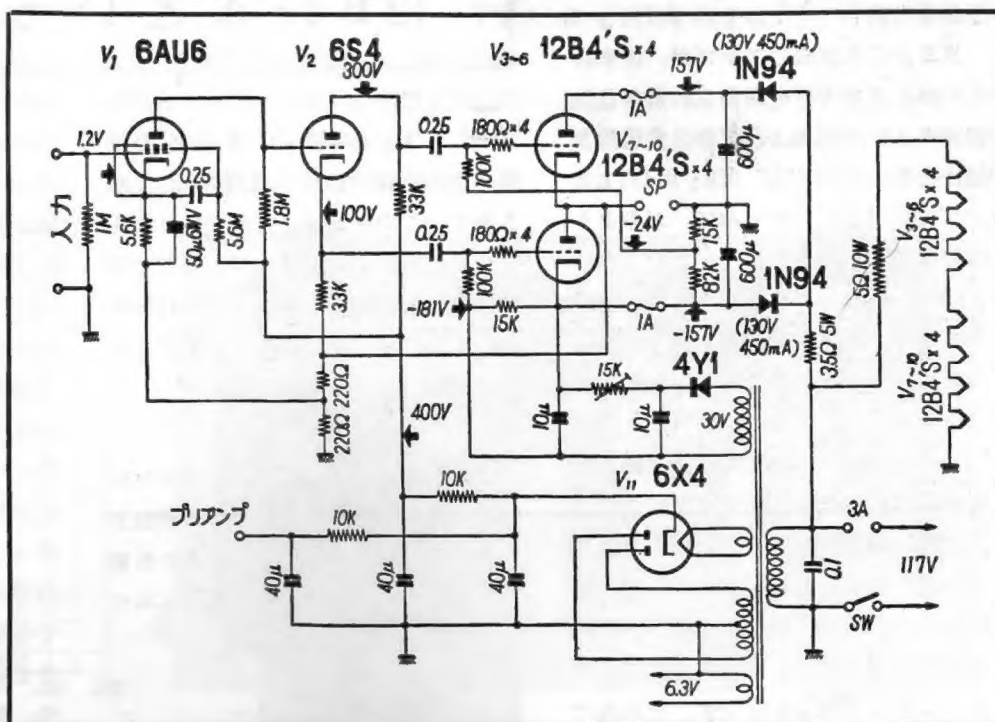 V1 6AU6
V2 6S4
V3~6 12B4'S×4
(130V 450mA)
1N94
300V
157V
1A
1.2V
0.25
180Ω×4
100K
V7~10
12B4'S×4
SP
600μ
入力
1M
5.6K
50μ6WV
0.25
5.6M
1.8M
33K
100V
-24V
15K
0.25
180Ω×4
100K
82K
600μ
1N94
-181V
15K
1A
-157V
(130V
450mA)
33K
220Ω
220Ω
400V
15K
4Y1
10μ
10μ
30V
3.5Ω 5W
15Ω 10W
V3~6
12B4'S×4
V7~10
12B4'S×4
V11 6X4
10K
プリアンプ
10K
40μ
40μ
40μ
3A
0.1
117V
SW
6.3V